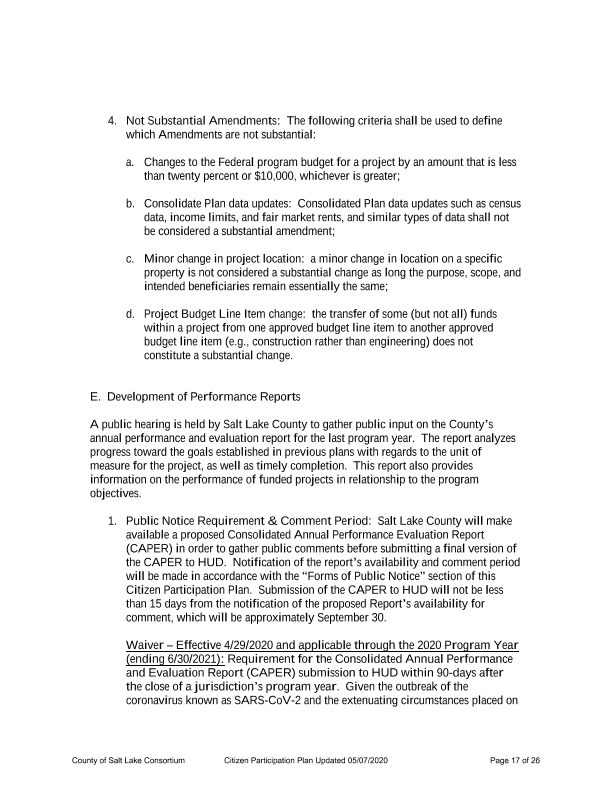 4. Not Substantial Amendments: The following criteria shall be used to define
which Amendments are not substantial:
a. Changes to the Federal program budget for a project by an amount that is less
than twenty percent or $10,000, whichever is greater;
b. Consolidate Plan data updates: Consolidated Plan data updates such as census
data, income limits, and fair market rents, and similar types of data shall not
be considered a substantial amendment;
c. Minor change in project location: a minor change in location on a specific
property is not considered a substantial change as long the purpose, scope, and
intended beneficiaries remain essentially the same;
d. Project Budget Line Item change: the transfer of some (but not all) funds
within a project from one approved budget line item to another approved
budget line item (e.g., construction rather than engineering) does not
constitute a substantial change.
E. Development of Performance Reports
A public hearing is held by Salt Lake County to gather public input on the County's
annual performance and evaluation report for the last program year. The report analyzes
progress toward the goals established in previous plans with regards to the unit of
measure for the project, as well as timely completion. This report also provides
information on the performance of funded projects in relationship to the program
objectives.
1. Public Notice Requirement & Comment Period: Salt Lake County will make
available a proposed Consolidated Annual Performance Evaluation Report
(CAPER) in order to gather public comments before submitting a final version of
the CAPER to HUD. Notification of the report's availability and comment period
will be made in accordance with the “Forms of Public Notice” section of this
Citizen Participation Plan. Submission of the CAPER to HUD will not be less
than 15 days from the notification of the proposed Report's availability for
comment, which will be approximately September 30.
Waiver – Effective 4/29/2020 and applicable through the 2020 Program Year
(ending 6/30/2021): Requirement for the Consolidated Annual Performance
and Evaluation Report (CAPER) submission to HUD within 90-days after
the close of a jurisdiction's program year. Given the outbreak of the
coronavirus known as SARS-CoV-2 and the extenuating circumstances placed on
County of Salt Lake Consortium Citizen Participation Plan Updated 05/07/2020 Page 17 of 26